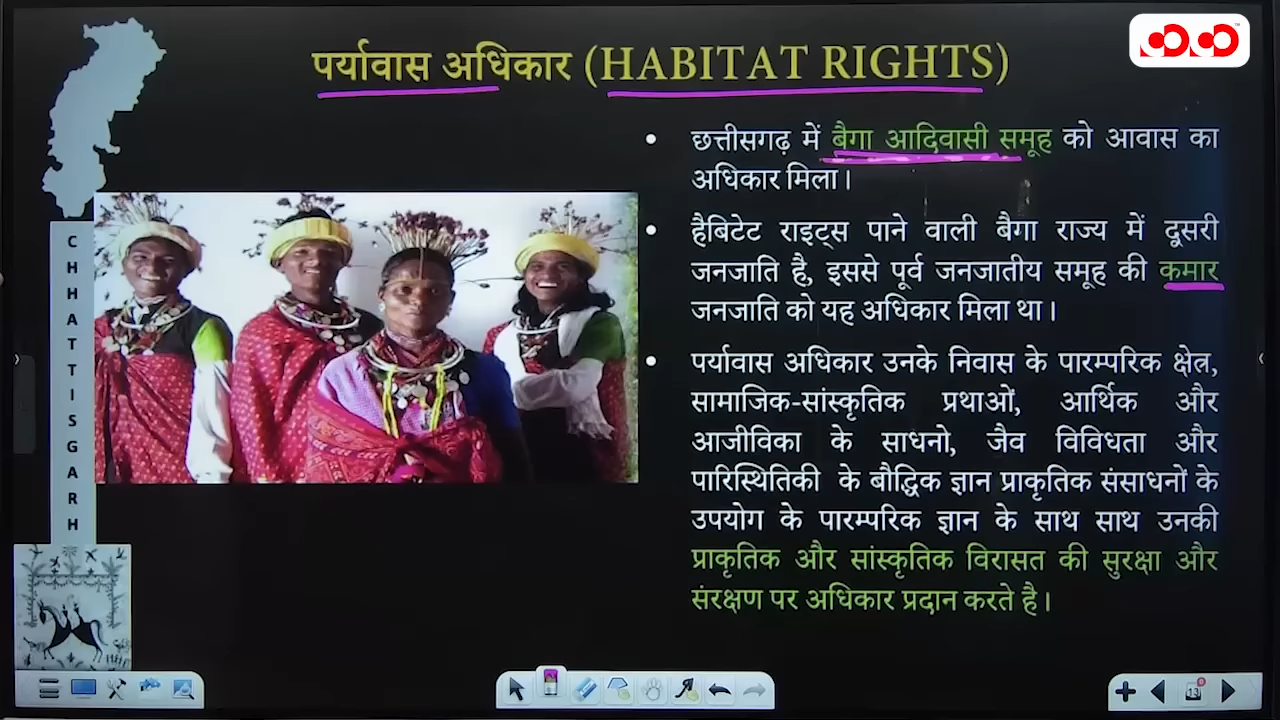 पर्यावास अधिकार (HABITAT RIGHTS)
• छत्तीसगढ़ में बैगा आदिवासी समूह को आवास का
अधिकार मिला।
• हैबिटेट राइट्स पाने वाली बैगा राज्य में दूसरी
जनजाति है, इससे पूर्व जनजातीय समूह की कमार
जनजाति को यह अधिकार मिला था।
• पर्यावास अधिकार उनके निवास के पारम्परिक क्षेत्र,
सामाजिक-सांस्कृतिक प्रथाओं, आर्थिक और
आजीविका के साधनो, जैव विविधता और
पारिस्थितिकी के बौद्धिक ज्ञान प्राकृतिक संसाधनों के
उपयोग के पारम्परिक ज्ञान के साथ साथ उनकी
प्राकृतिक और सांस्कृतिक विरासत की सुरक्षा और
संरक्षण पर अधिकार प्रदान करते है।
CHHATTISGARH
13